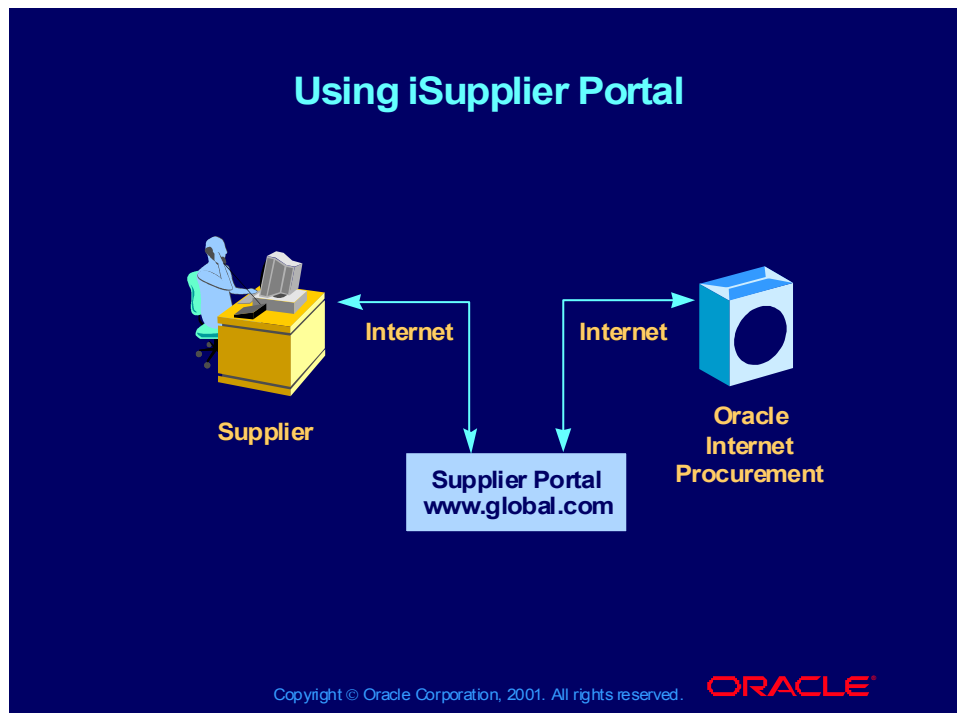 Using iSupplier Portal
Internet
Internet
Supplier
Oracle
Internet
Procurement
Supplier Portal
www.global.com
Copyright © Oracle Corporation, 2001. All rights reserved.
ORACLE®